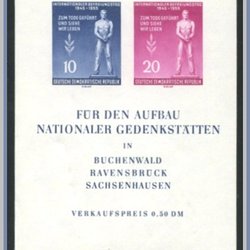 INTERNATIONALER BEFREIUNGSTAG
1945-1955
ZUM TODE GEFÜHRT
UND SIEHE
WIR LEBEN
10
DEUTSCHE DEMOKRATISCHE REPUBLIK
INTERNATIONALER BEFREIUNGSTAG
1945-1955
ZUM TODE GEFÜHRT
UND SIEHE
WIR LEBEN
20
DEUTSCHE DEMOKRATISCHE REPUBLIK
FÜR DEN AUFBAU
NATIONALER GEDENKSTÄTTEN
IN
BUCHENWALD
RAVENSBRÜCK
SACHSENHAUSEN
VERKAUFSPREIS 0.50 DM